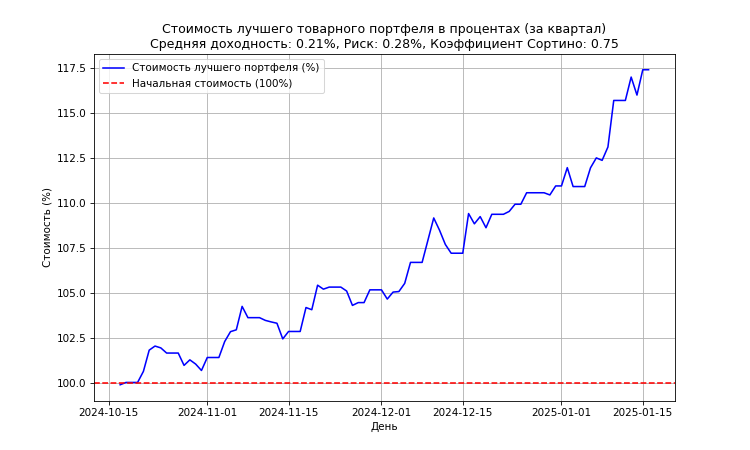 Стоимость лучшего товарного портфеля в процентах (за квартал)
Средняя доходность: 0.21%, Риск: 0.28%, Коэффициент Сортино: 0.75
Стоимость лучшего портфеля (%)
Начальная стоимость (100%)
Стоимость (%)
117.5
115.0
112.5
110.0
107.5
105.0
102.5
100.0
2024-10-15 2024-11-01 2024-11-15 2024-12-01 2024-12-15 2025-01-01 2025-01-15
День